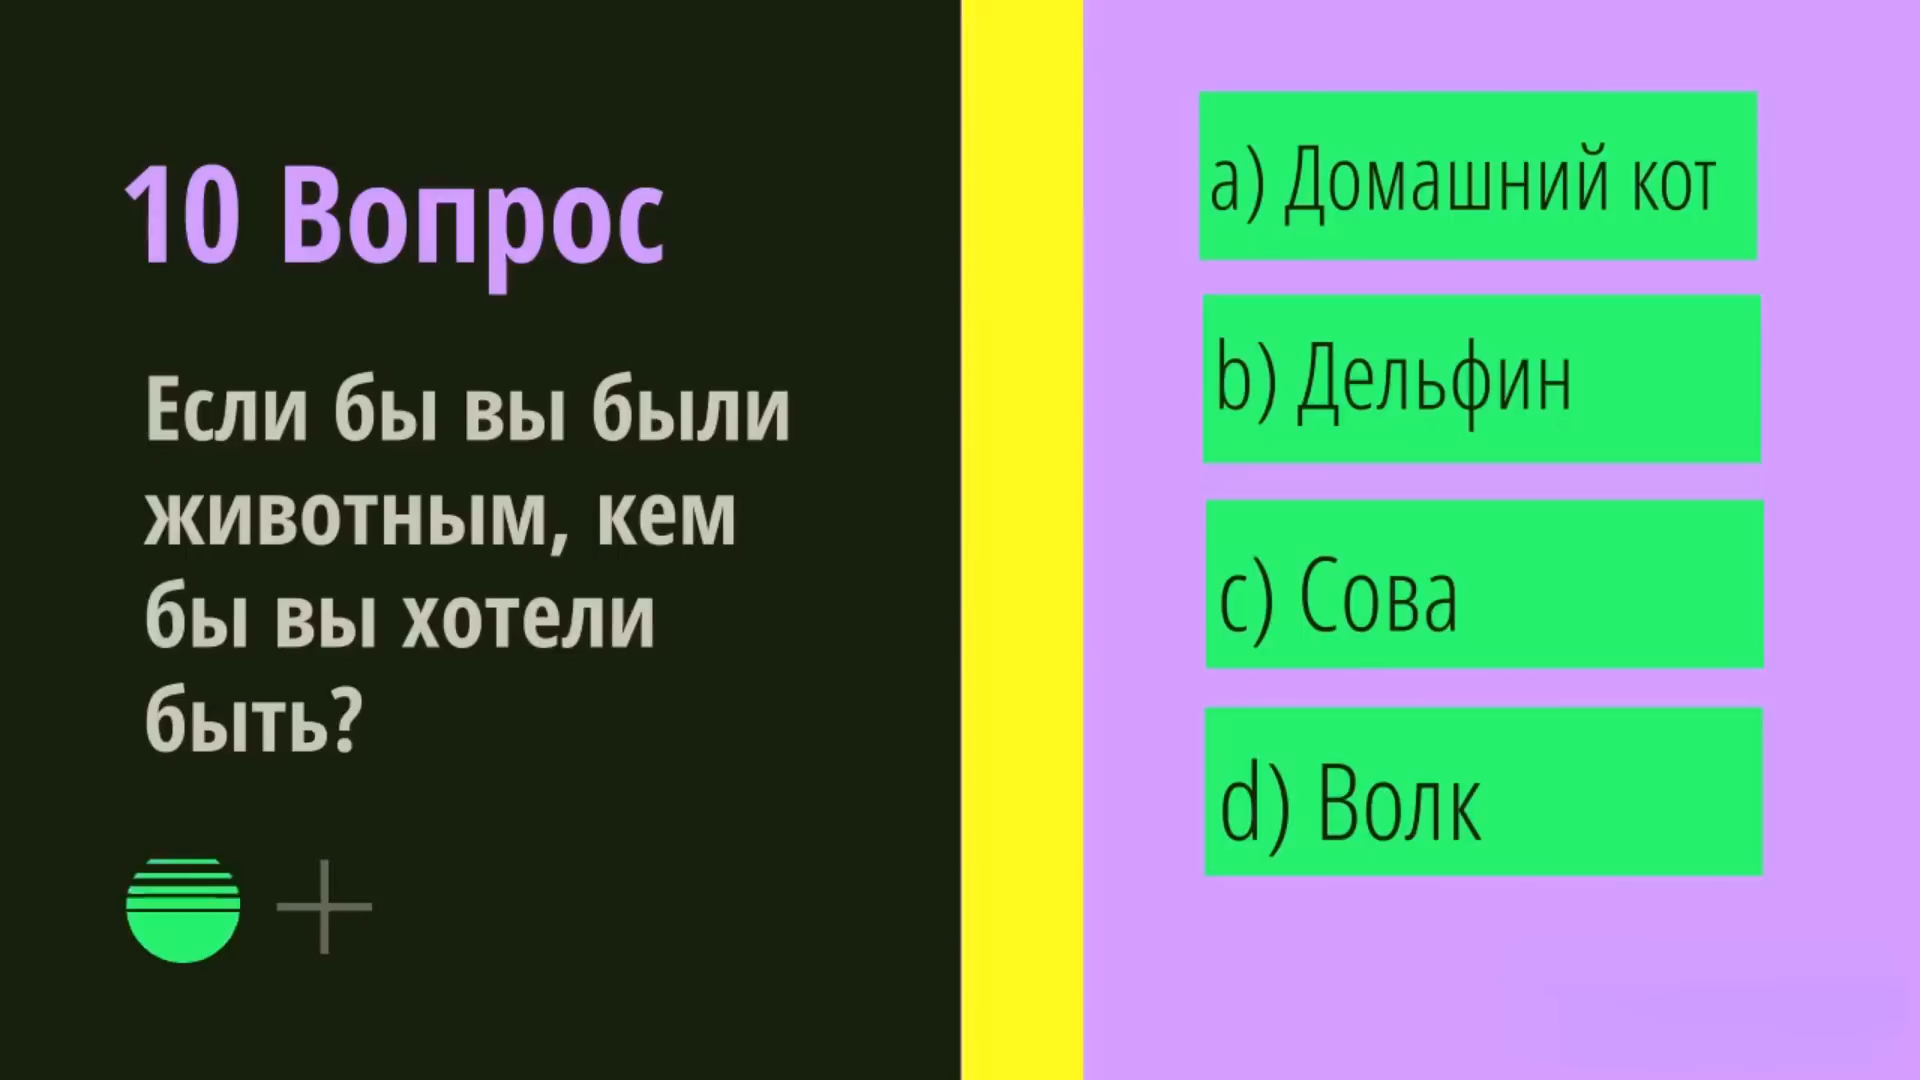 10 Вопрос
Если бы вы были
животным, кем
бы вы хотели
быть?
a) Домашний кот
b) Дельфин
c) Сова
d) Волк